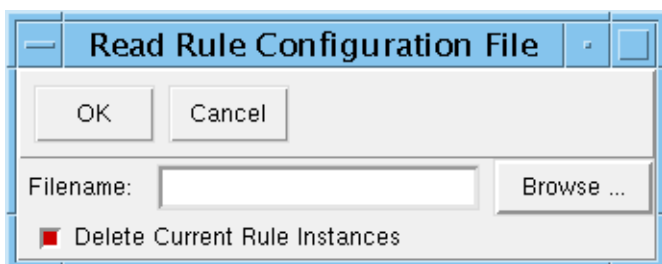 Read Rule Configuration File
OK Cancel
Filename: Browse ...
Delete Current Rule Instances